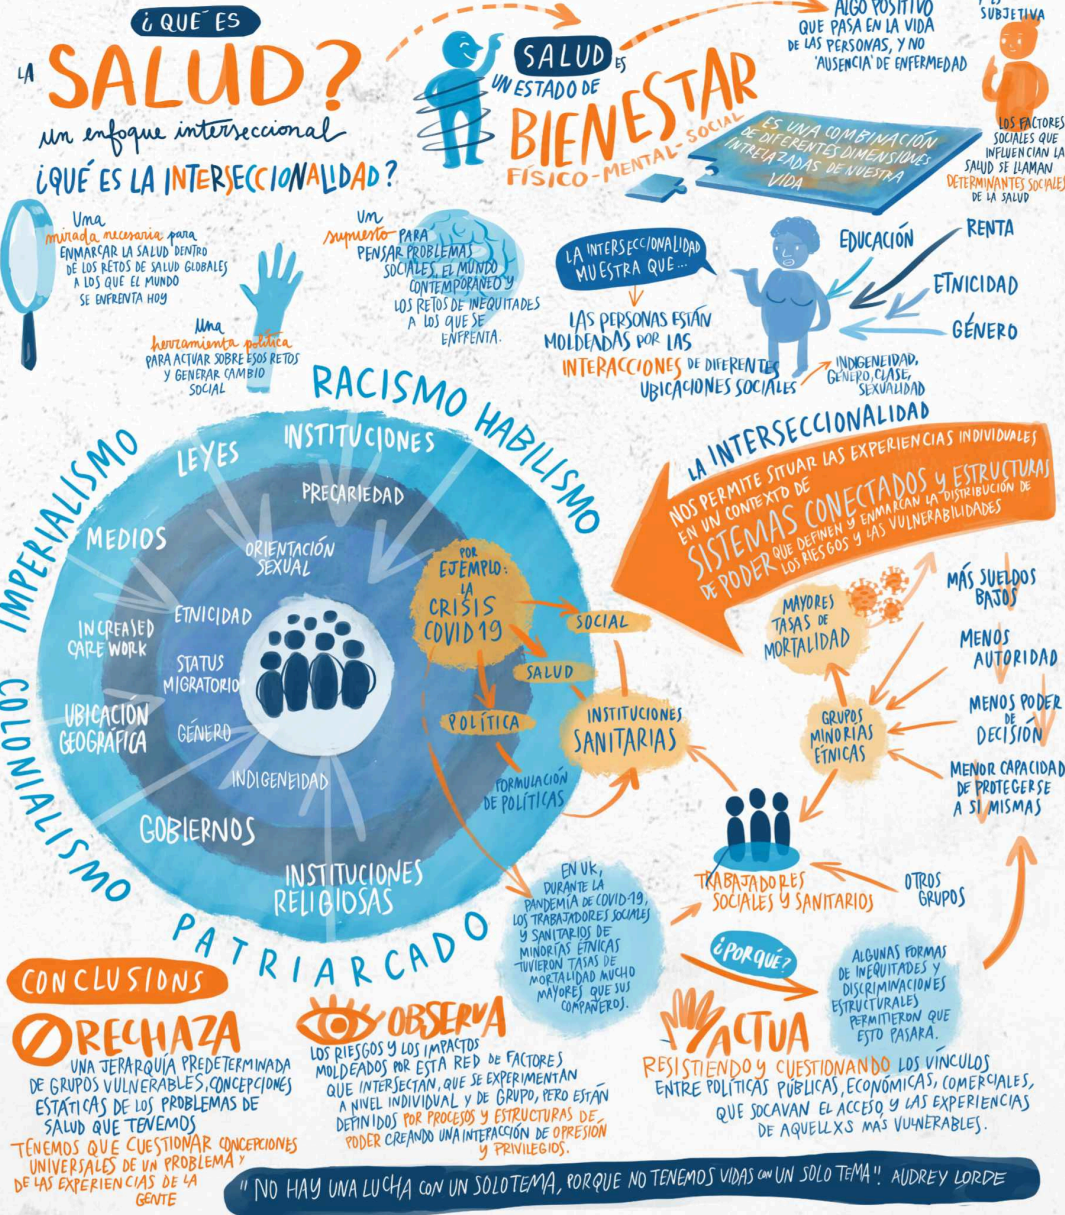 ¿QUÉ ES
LA SALUD?
un enfoque interseccional
¿QUÉ ES LA INTERSECCIONALIDAD?
SALUD ES
UN ESTADO DE
BIENESTAR
FÍSICO-MENTAL-SOCIAL
ALGO POSITIVO
QUE PASA EN LA VIDA
DE LAS PERSONAS, Y NO
'AUSENCIA' DE ENFERMEDAD
SUBJETIVA
ES UNA COMBINACIÓN
DE DIFERENTES DIMENSIONES
ENTRELAZADAS DE NUESTRA
VIDA
LOS FACTORES
SOCIALES QUE
INFLUENCIAN LA
SALUD SE LLAMAN
DETERMINANTES SOCIALES
DE LA SALUD
Una
mirada necesaria para
ENMARCAR LA SALUD DENTRO
DE LOS RETOS DE SALUD GLOBALES
A LOS QUE EL MUNDO
SE ENFRENTA HOY
Una
herramienta política
PARA ACTUAR SOBRE ESOS RETOS
Y GENERAR CAMBIO
SOCIAL
Un
supuesto PARA
PENSAR PROBLEMAS
SOCIALES, EL MUNDO
CONTEMPORÁNEO Y
LOS RETOS DE INEQUITADES
A LOS QUE SE
ENFRENTA.
LA INTERSECCIONALIDAD
MUESTRA QUE...
LAS PERSONAS ESTÁN
MOLDEADAS POR LAS
INTERACCIONES DE DIFERENTES
UBICACIONES SOCIALES
INDIGENEIDAD,
GÉNERO, CLASE,
SEXUALIDAD
EDUCACIÓN
RENTA
ETNICIDAD
GÉNERO
RACISMO
HABILISMO
IMPERIALISMO
COLONIALISMO
PATRIARCADO
LEYES
INSTITUCIONES
MEDIOS
PRECARIEDAD
ORIENTACIÓN
SEXUAL
ETNICIDAD
INCREASED
CARE WORK
STATUS
MIGRATORIO
UBICACIÓN
GEOGRÁFICA
GÉNERO
INDIGENEIDAD
GOBIERNOS
INSTITUCIONES
RELIGIOSAS
POR
EJEMPLO:
LA
CRISIS
COVID 19
SOCIAL
SALUD
POLÍTICA
FORMULACIÓN
DE POLÍTICAS
INSTITUCIONES
SANITARIAS
LA INTERSECCIONALIDAD
NOS PERMITE SITUAR LAS EXPERIENCIAS INDIVIDUALES
EN UN CONTEXTO DE
SISTEMAS CONECTADOS y ESTRUCTURAS
DE PODER QUE DEFINEN Y ENMARCAN LA DISTRIBUCIÓN DE
LOS RIESGOS Y LAS VULNERABILIDADES
MAYORES
TASAS DE
MORTALIDAD
GRUPOS
MINORIAS
ÉTNICAS
MÁS SUELDOS
BAJOS
MENOS
AUTORIDAD
MENOS PODER
DE
DECISIÓN
MENOR CAPACIDAD
DE PROTEGERSE
A SÍ MISMAS
TRABAJADORES
SOCIALES Y SANITARIOS
OTROS
GRUPOS
EN UK,
DURANTE LA
PANDEMIA DE COVID-19,
LOS TRABAJADORES SOCIALES
Y SANITARIOS DE
MINORÍAS ÉTNICAS
TUVIERON TASAS DE
MORTALIDAD MUCHO
MAYORES QUE SUS
COMPAÑEROS.
¿PORQUÉ?
ALGUNAS FORMAS
DE INEQUITADES Y
DISCRIMINACIONES
ESTRUCTURALES
PERMITIERON QUE
ESTO PASARA.
CONCLUSIONS
RECHAZA
UNA JERARQUÍA PREDETERMINADA
DE GRUPOS VULNERABLES, CONCEPCIONES
ESTATICAS DE LOS PROBLEMAS DE
SALUD QUE TENEMOS
TENEMOS QUE CUESTIONAR CONCEPCIONES
UNIVERSALES DE UN PROBLEMA Y
DE LAS EXPERIENCIAS DE LA
GENTE
OBSERVA
LOS RIESGOS Y LOS IMPACTOS
MOLDEADOS POR ESTA RED DE FACTORES
QUE INTERSECTAN, QUE SE EXPERIMENTAN
A NIVEL INDIVIDUAL Y DE GRUPO, PERO ESTÁN
DEFINIDOS POR PROCESOS Y ESTRUCTURAS DE
PODER CREANDO UNA INTERACCIÓN DE OPRESIÓN
Y PRIVILEGIOS.
ACTUA
RESISTIENDO Y CUESTIONANDO LOS VÍNCULOS
ENTRE POLÍTICAS PÚBLICAS, ECONÓMICAS, COMERCIALES,
QUE SOCAVAN EL ACCESO Y LAS EXPERIENCIAS
DE AQUELLXS MAS VULNERABLES.
"NO HAY UNA LUCHA CON UN SOLO TEMA, PORQUE NO TENEMOS VIDAS CON UN SOLO TEMA". AUDREY LORDE